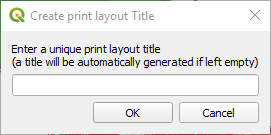 Create print layout Title
Enter a unique print layout title
(a title will be automatically generated if left empty)
OK
Cancel